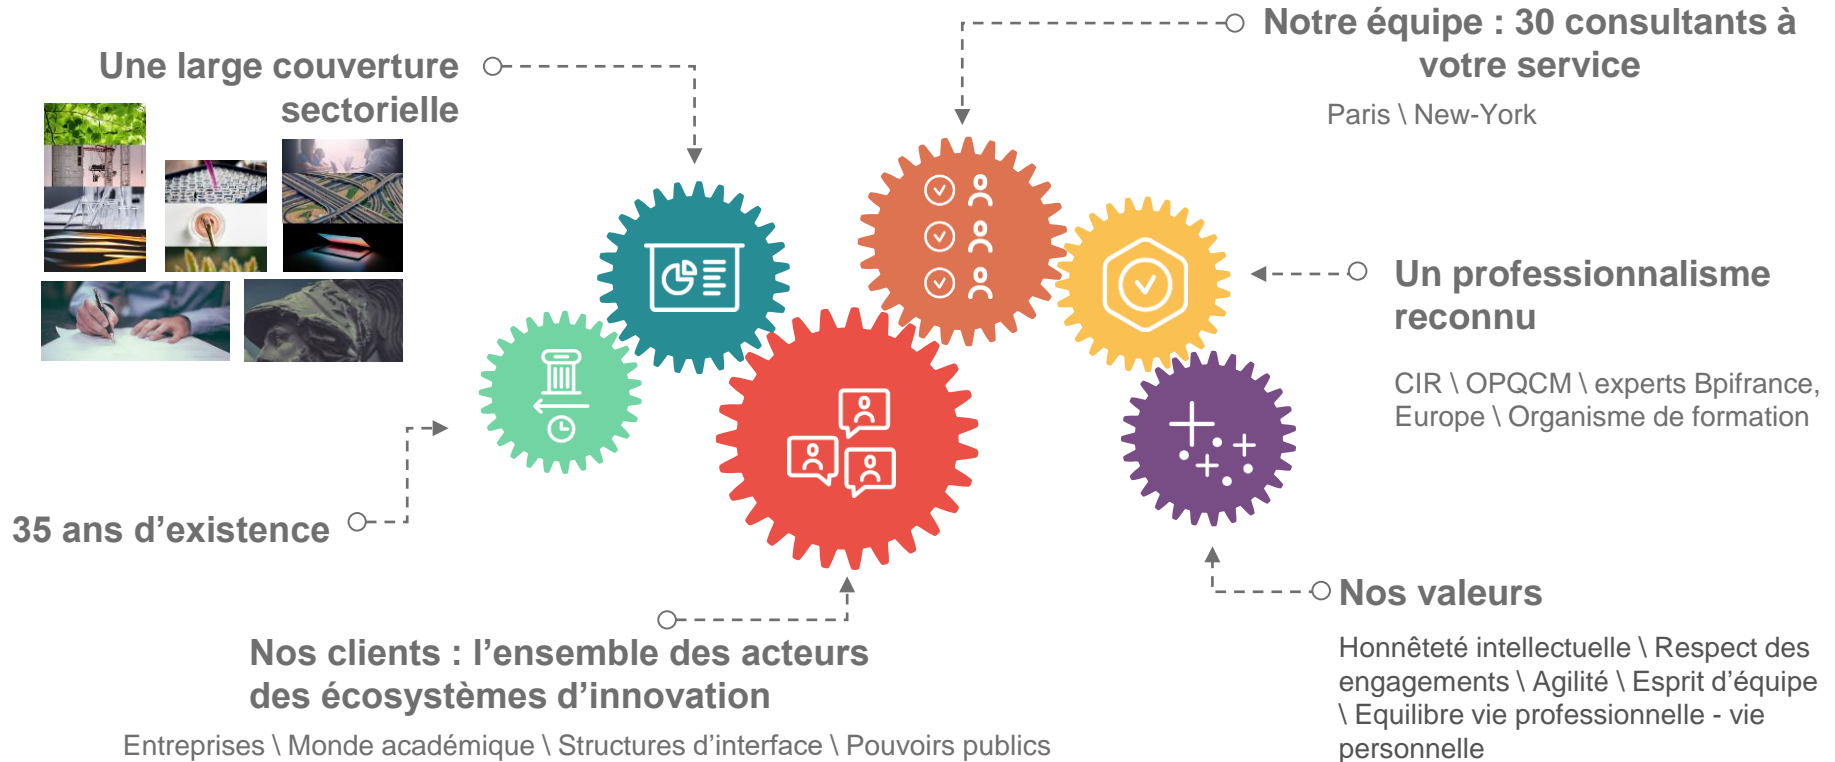 Une large couverture
sectorielle
Notre équipe : 30 consultants à
votre service
Paris \ New-York
Un professionnalisme
reconnu
CIR \ OPQCM \ experts Bpifrance,
Europe \ Organisme de formation
35 ans d’existence
Nos clients : l’ensemble des acteurs
des écosystèmes d’innovation
Entreprises \ Monde académique \ Structures d’interface \ Pouvoirs publics
Nos valeurs
Honnêteté intellectuelle \ Respect des
engagements \ Agilité \ Esprit d’équipe
\ Equilibre vie professionnelle - vie
personnelle